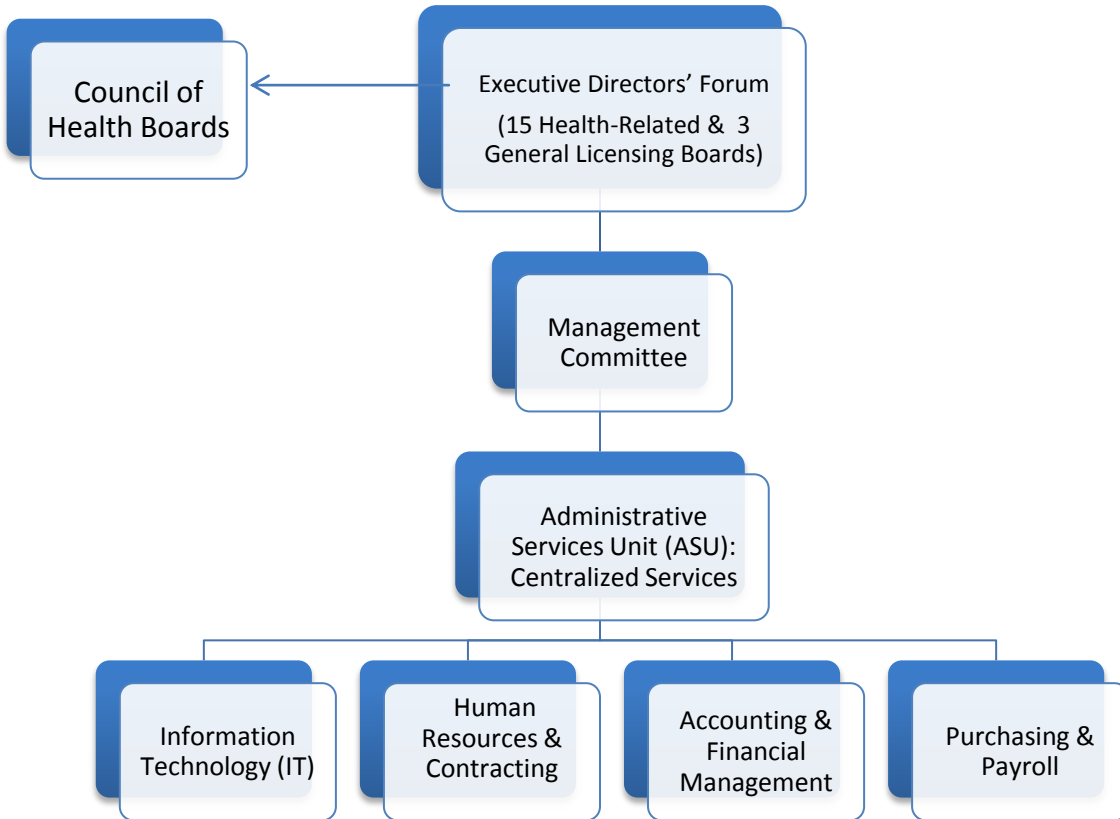 Council of
Health Boards
Executive Directors’ Forum
(15 Health-Related & 3
General Licensing Boards)
Management
Committee
Administrative
Services Unit (ASU):
Centralized Services
Information
Technology (IT)
Human
Resources &
Contracting
Accounting &
Financial
Management
Purchasing &
Payroll